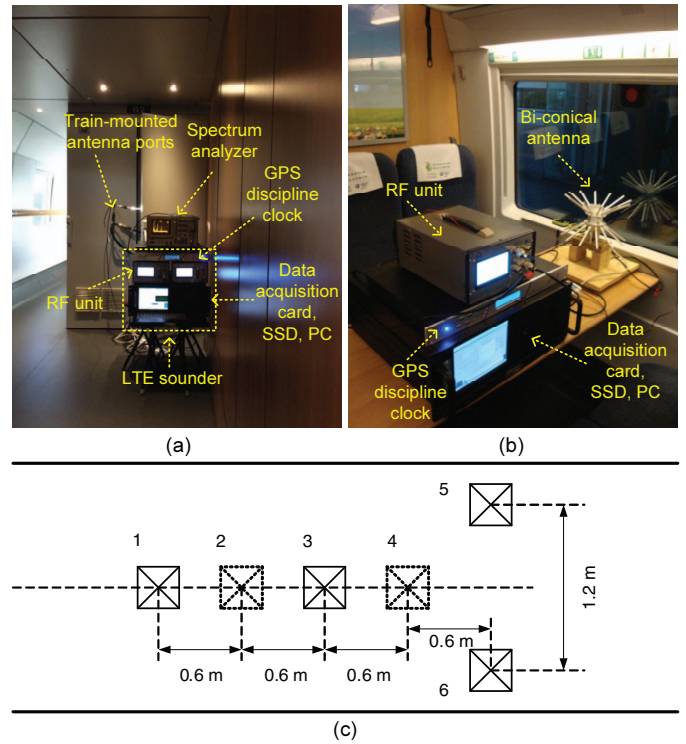 Train-mounted
antenna ports
Spectrum
analyzer
GPS
discipline
clock
RF unit
Data
acquisition
card,
SSD, PC
LTE sounder
(a)
Bi-conical
antenna
RF unit
GPS
discipline
clock
Data
acquisition
card,
SSD, PC
(b)
1
2
3
4
5
6
0.6 m
0.6 m
0.6 m
0.6 m
1.2 m
(c)